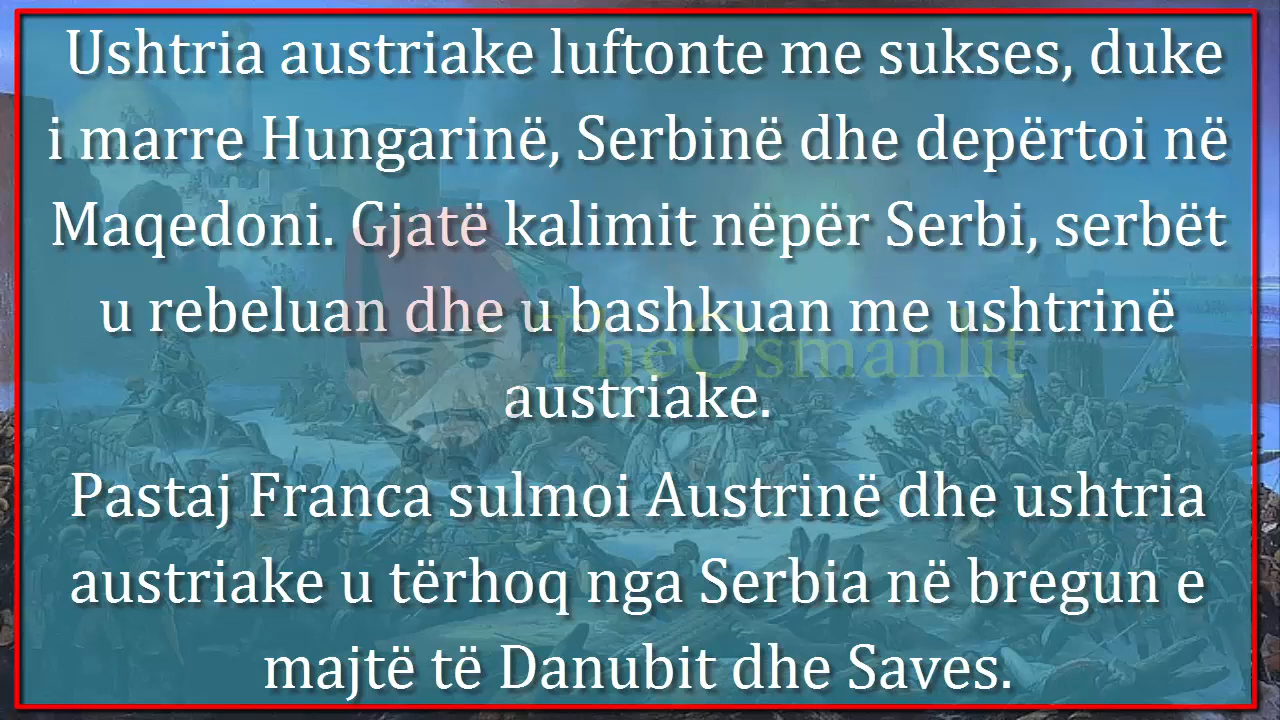 Ushtria austriake luftonte me sukses, duke
i marre Hungarinë, Serbinë dhe depërtoi në
Maqedoni. Gjatë kalimit nëpër Serbi, serbët
u rebeluan dhe u bashkuan me ushtrinë
TheOsmanlit
austriake.
Pastaj Franca sulmoi Austrinë dhe ushtria
austriake u tërhoq nga Serbia në bregun e
majtë të Danubit dhe Saves.